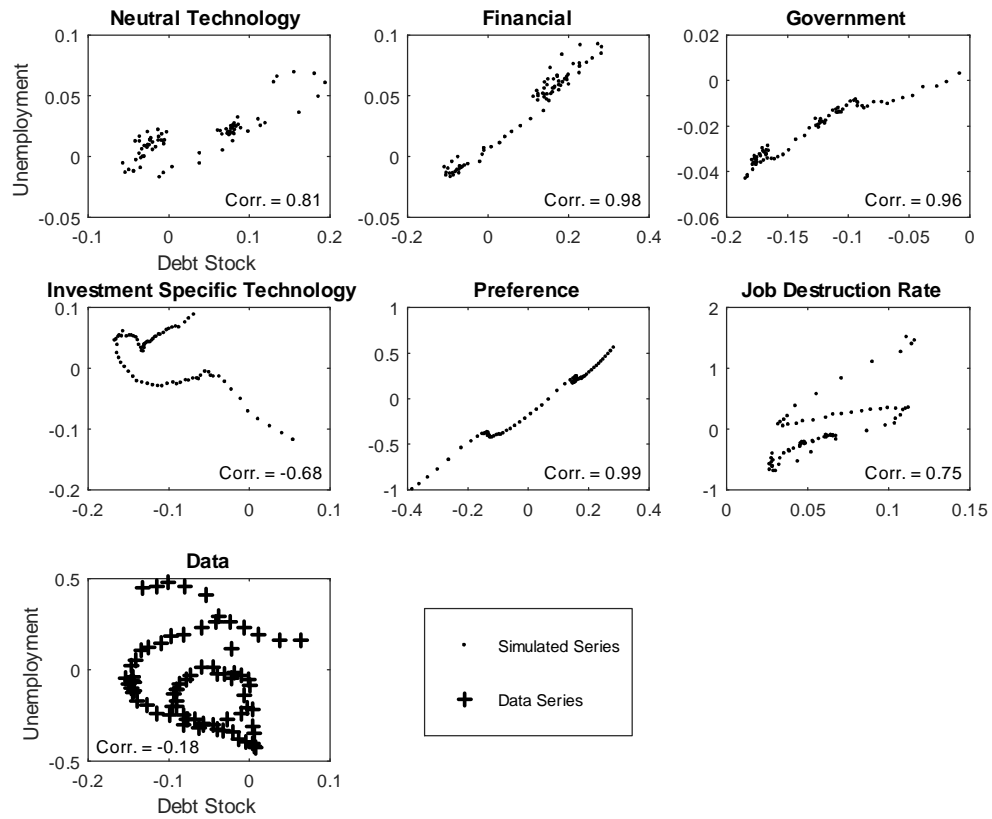 Neutral Technology
Financial
Government
Unemployment
0.1
0.05
0
-0.05
-0.1
0
0.1
0.2
Debt Stock
Corr. = 0.81
0.1
0.05
0
-0.05
-0.2
0
0.2
0.4
Corr. = 0.98
0.02
0
-0.02
-0.04
-0.06
-0.2
-0.15
-0.1
-0.05
0
Corr. = 0.96
Investment Specific Technology
Preference
Job Destruction Rate
0.1
0
-0.1
-0.2
-0.2
-0.1
0
0.1
Corr. = -0.68
1
0.5
0
-0.5
-1
-0.4
-0.2
0
0.2
0.4
Corr. = 0.99
2
1
0
-1
0
0.05
0.1
0.15
Corr. = 0.75
Data
Unemployment
0.5
0
-0.5
-0.2
-0.1
0
0.1
Debt Stock
Corr. = -0.18
Simulated Series
Data Series